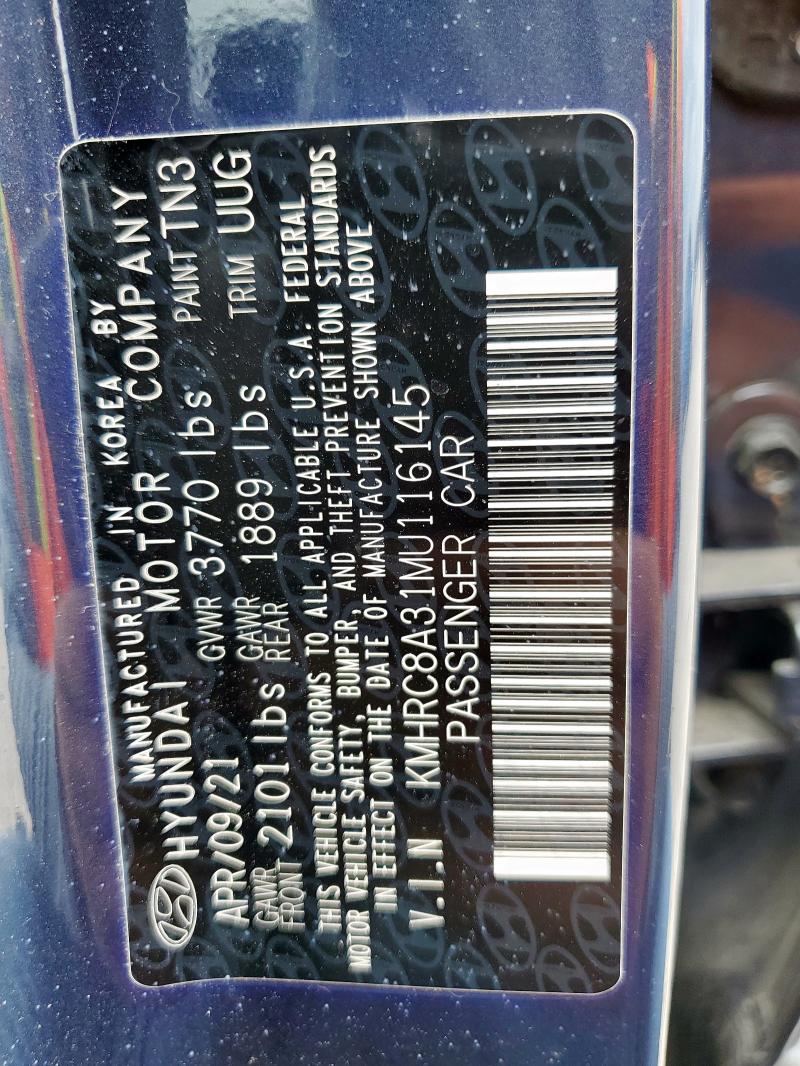 MANUFACTURED IN KOREA BY
HYUNDAI MOTOR COMPANY
APR/09/21 GVWR 3770 lbs PAINT TN3
GAWR FRONT 2101 lbs GAWR REAR 1889 lbs TRIM UUG
THIS VEHICLE CONFORMS TO ALL APPLICABLE U.S.A. FEDERAL
MOTOR VEHICLE SAFETY, BUMPER, AND THEFT PREVENTION STANDARDS
IN EFFECT ON THE DATE OF MANUFACTURE SHOWN ABOVE
V.I.N KMHRC8A31MU116145
PASSENGER CAR